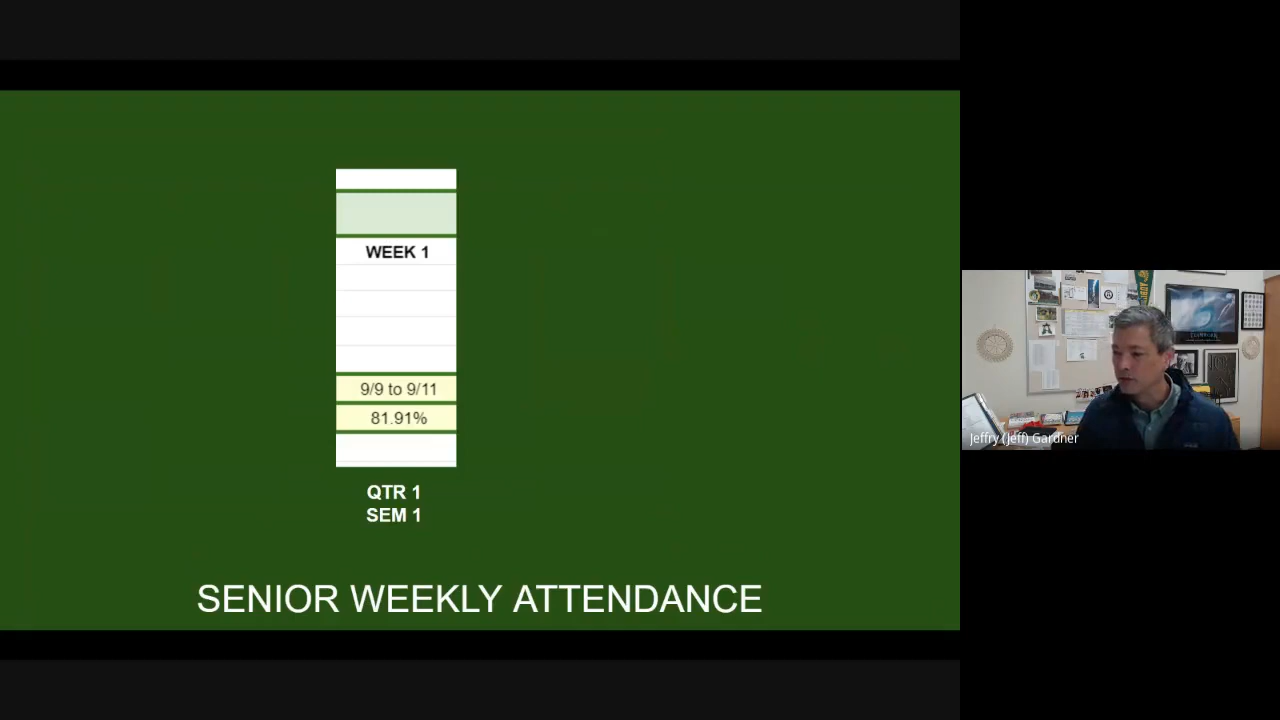 WEEK 1
9/9 to 9/11
81.91%
QTR 1
SEM 1
SENIOR WEEKLY ATTENDANCE
Jeffry (Jeff) Gardner